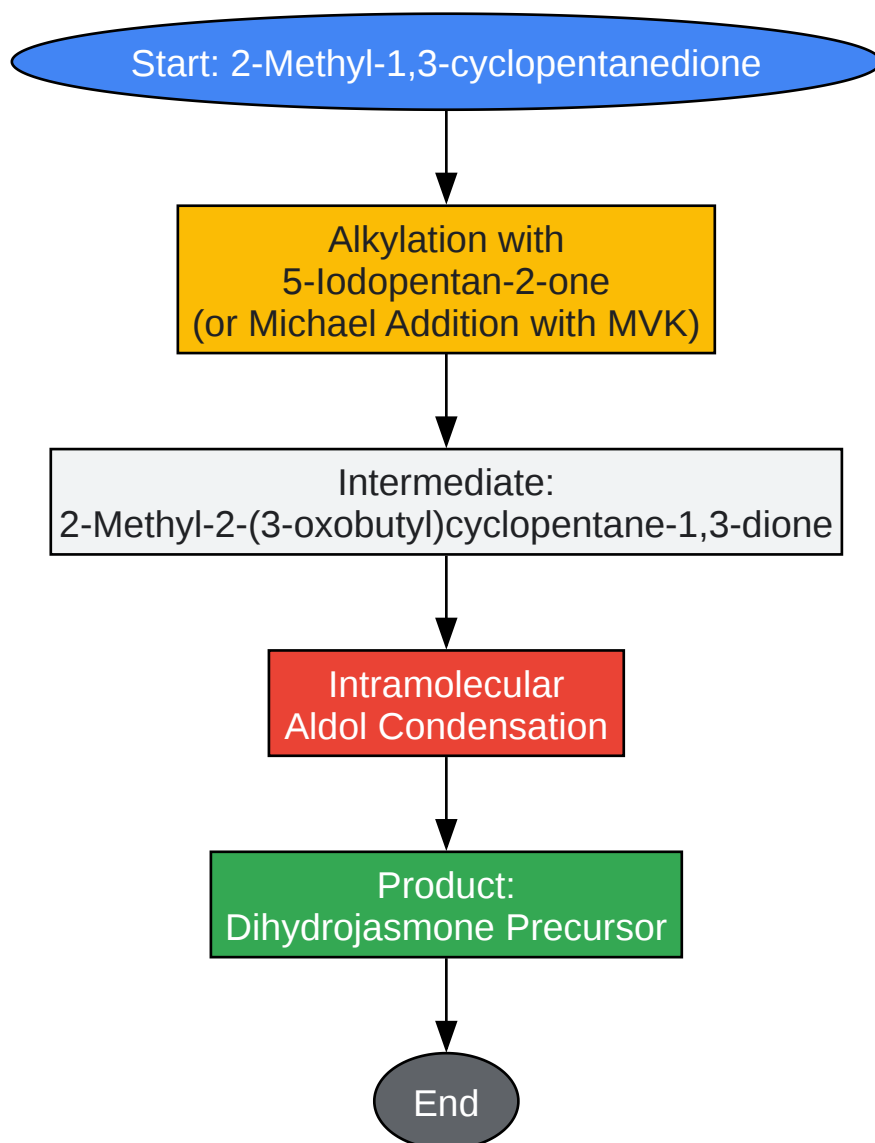 Start: 2-Methyl-1,3-cyclopentanedione
Alkylation with
5-Iodopentan-2-one
(or Michael Addition with MVK)
Intermediate:
2-Methyl-2-(3-oxobutyl)cyclopentane-1,3-dione
Intramolecular
Aldol Condensation
Product:
Dihydrojasmone Precursor
End